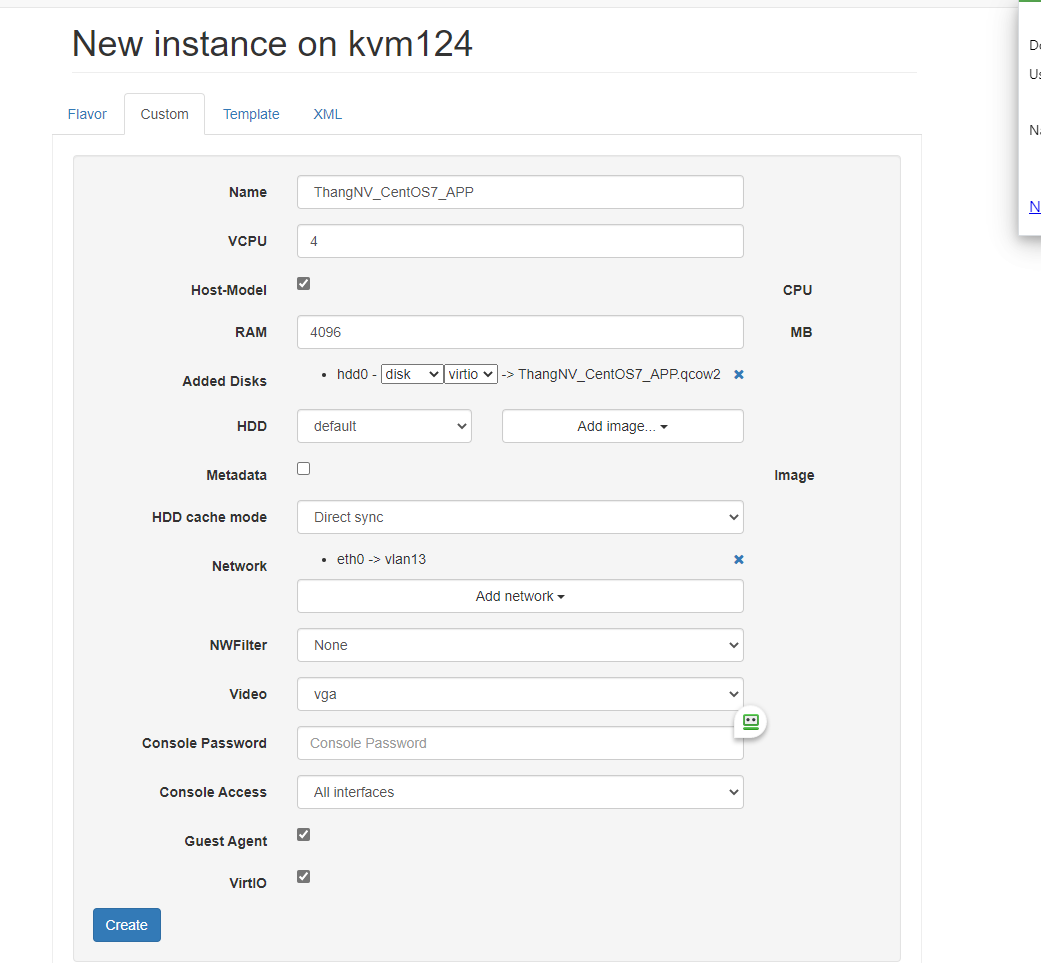 New instance on kvm124
Flavor Custom Template XML
Name ThangNV_CentOS7_APP
VCPU 4
Host-Model CPU
RAM 4096 MB
Added Disks • hdd0 - disk virtio -> ThangNV_CentOS7_APP.qcow2 ×
HDD default Add image...
Metadata Image
HDD cache mode Direct sync
Network • eth0 -> vlan13 ×
Add network
NWFilter None
Video vga
Console Password Console Password
Console Access All interfaces
Guest Agent
VirtIO
Create